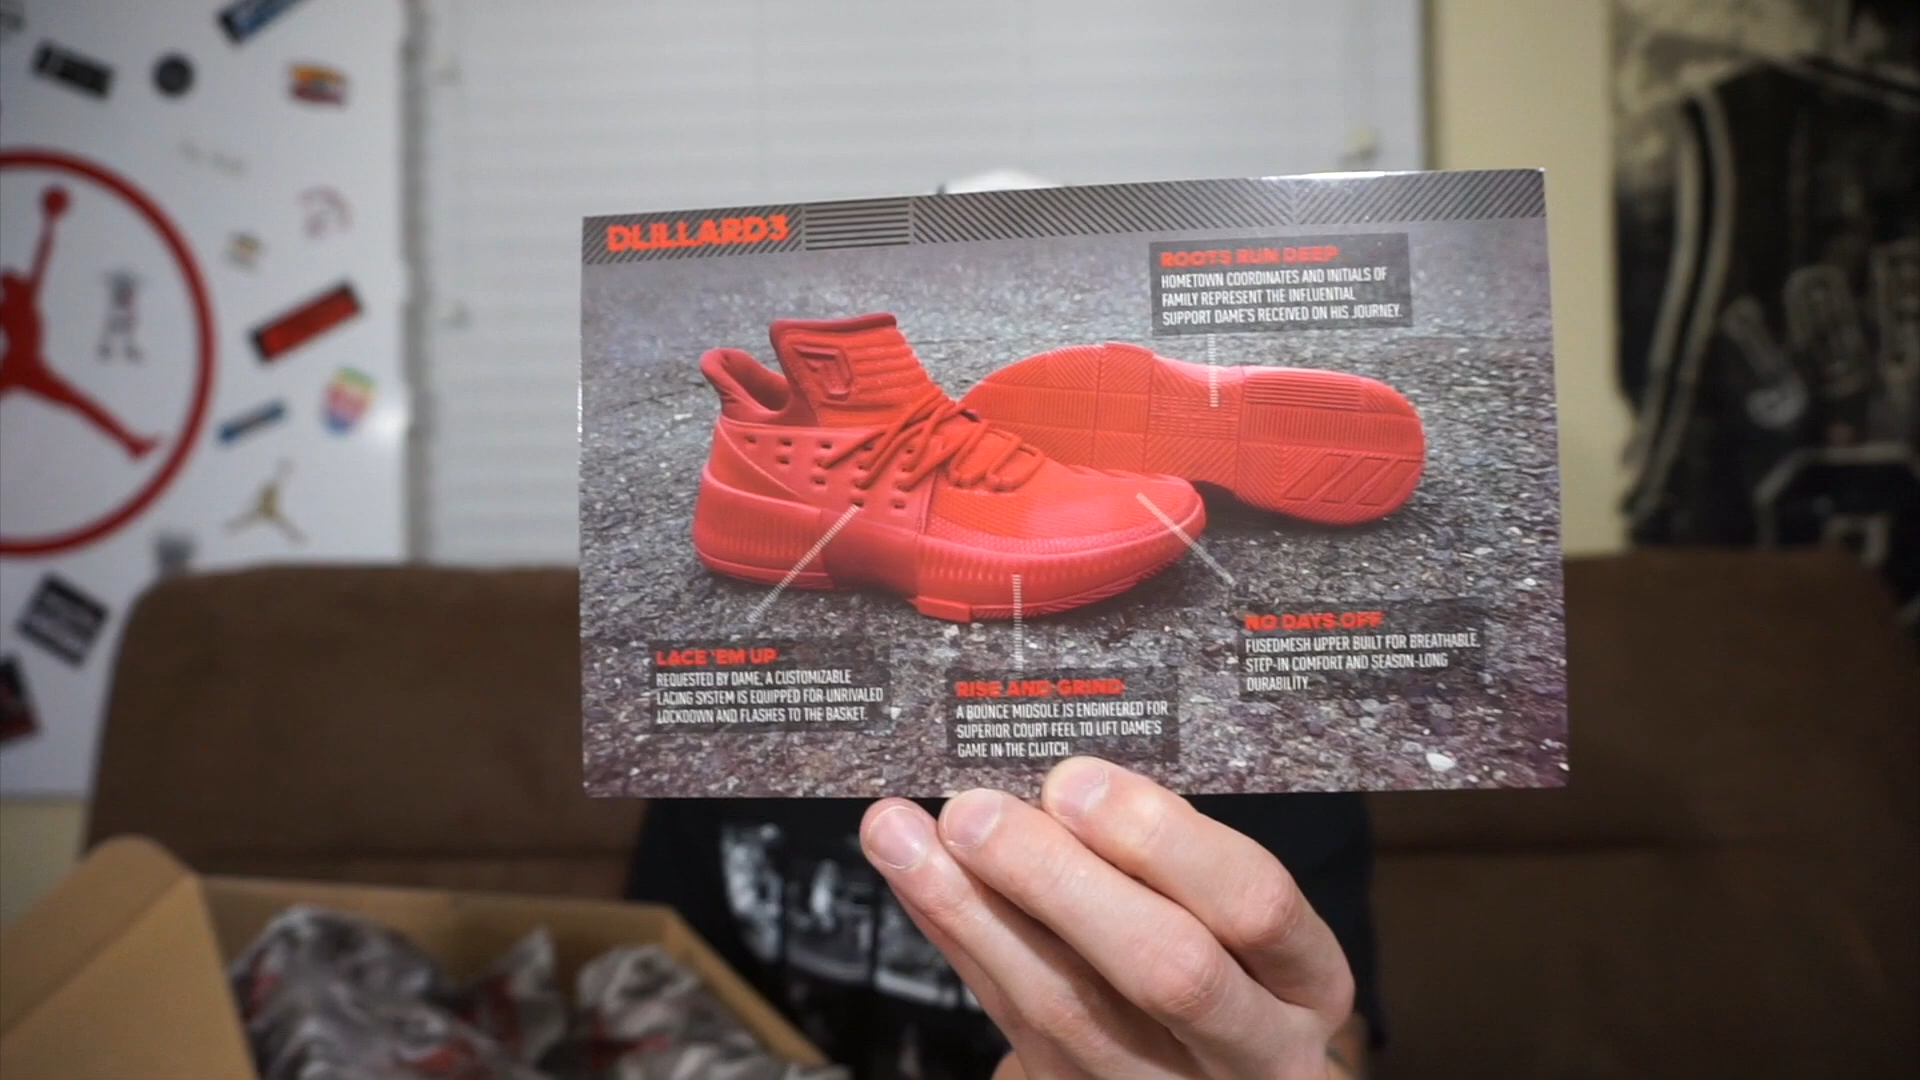 DLILLARD3
ROOTS RUN DEEP
HOMETOWN COORDINATES AND INITIALS OF
FAMILY REPRESENT THE INFLUENTIAL
SUPPORT DAME'S RECEIVED ON HIS JOURNEY.
LACE 'EM UP
REQUESTED BY DAME, A CUSTOMIZABLE
LACING SYSTEM IS EQUIPPED FOR UNRIVALED
LOCKDOWN AND FLASHES TO THE BASKET.
RISE AND GRIND
A BOUNCE MIDSOLE IS ENGINEERED FOR
SUPERIOR COURT FEEL TO LIFT DAME'S
GAME IN THE CLUTCH.
NO DAYS OFF
FUSEDMESH UPPER BUILT FOR BREATHABLE,
STEP-IN COMFORT AND SEASON-LONG
DURABILITY.